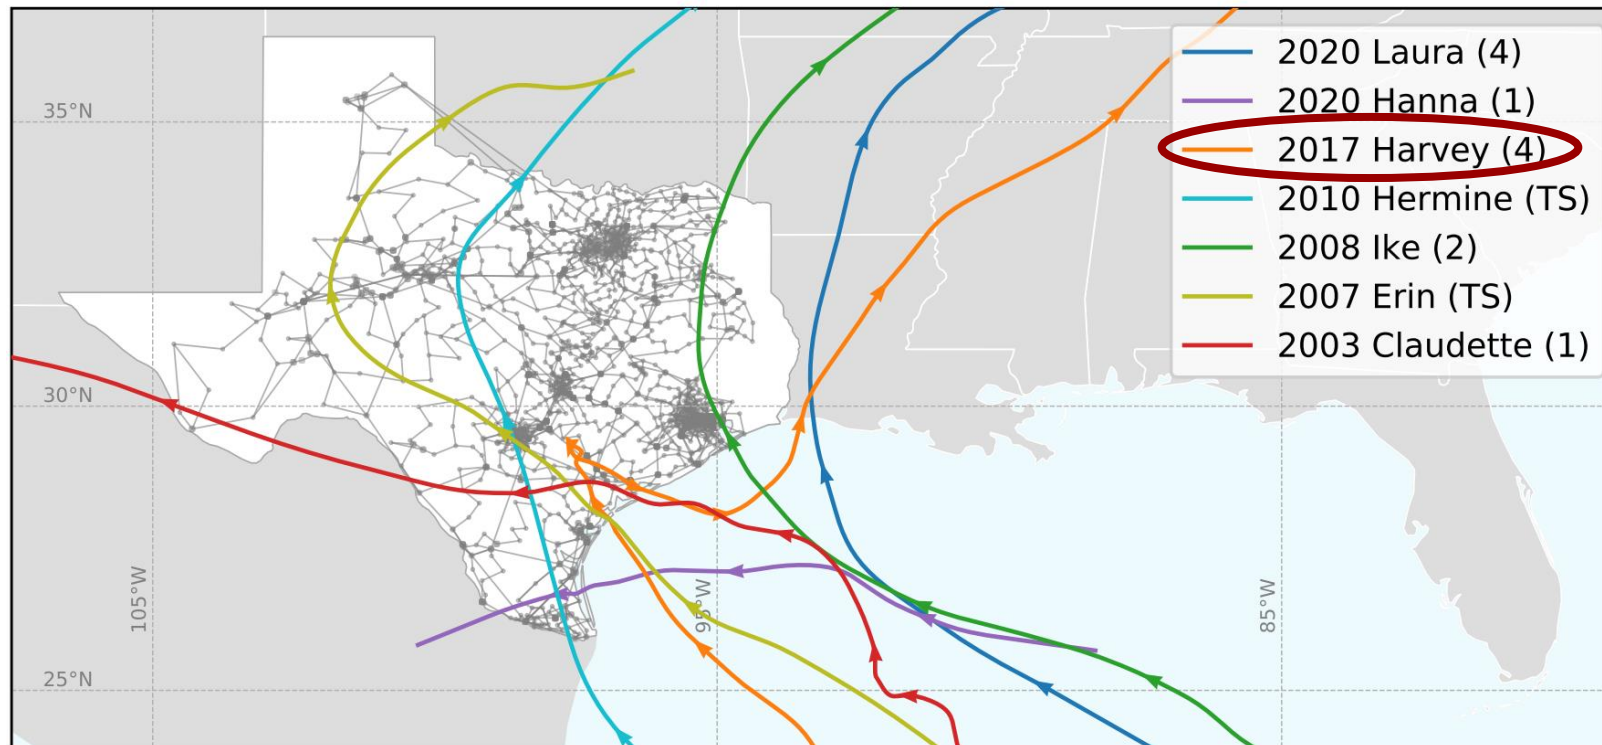 2020 Laura (4)
2020 Hanna (1)
2017 Harvey (4)
2010 Hermine (TS)
2008 Ike (2)
2007 Erin (TS)
2003 Claudette (1)
35°N
30°N
25°N
105°W
95°W
85°W